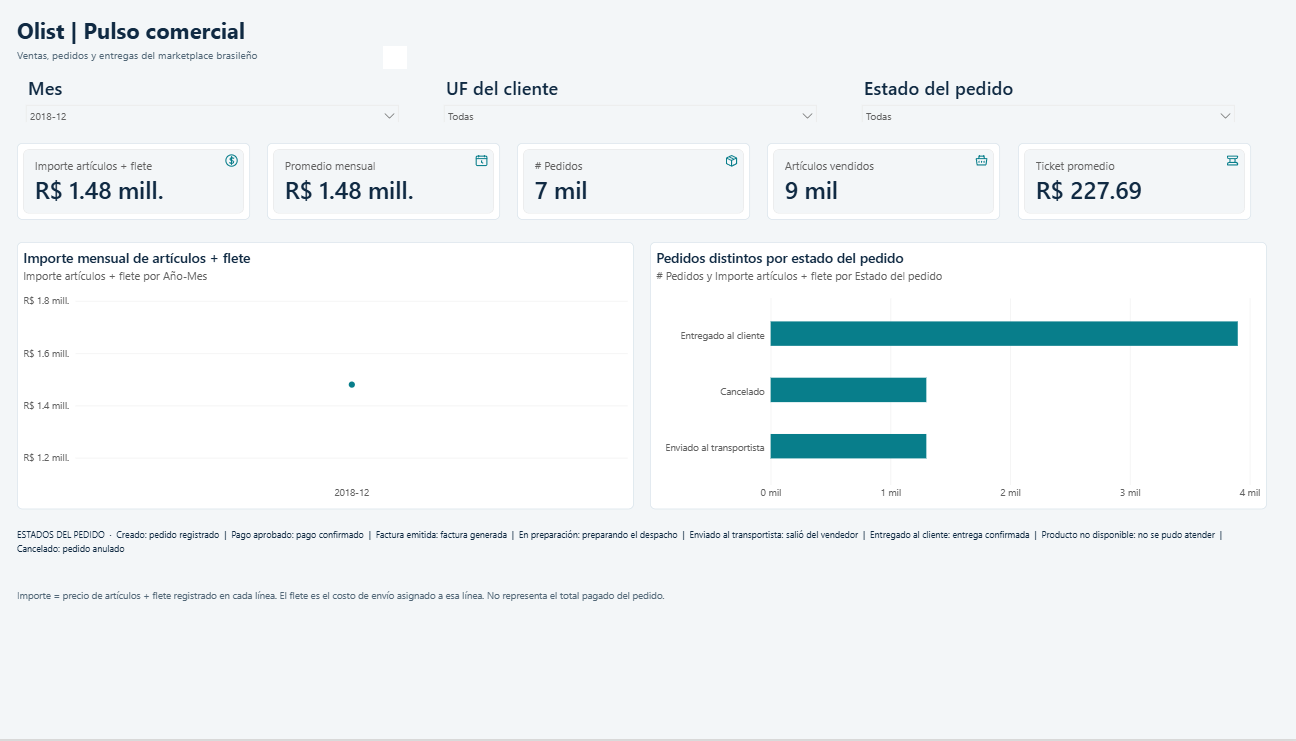 Olist | Pulso comercial
Ventas, pedidos y entregas del marketplace brasileño
Mes
2018-12
UF del cliente
Todas
Estado del pedido
Todas
Importe artículos + flete
R$ 1.48 mill.
Promedio mensual
R$ 1.48 mill.
# Pedidos
7 mil
Artículos vendidos
9 mil
Ticket promedio
R$ 227.69
Importe mensual de artículos + flete
Importe artículos + flete por Año-Mes
R$ 1.8 mill.
R$ 1.6 mill.
R$ 1.4 mill.
R$ 1.2 mill.
2018-12
Pedidos distintos por estado del pedido
# Pedidos y Importe artículos + flete por Estado del pedido
Entregado al cliente
Cancelado
Enviado al transportista
0 mil
1 mil
2 mil
3 mil
4 mil
ESTADOS DEL PEDIDO · Creado: pedido registrado | Pago aprobado: pago confirmado | Factura emitida: factura generada | En preparación: preparando el despacho | Enviado al transportista: salió del vendedor | Entregado al cliente: entrega confirmada | Producto no disponible: no se pudo atender |
Cancelado: pedido anulado
Importe = precio de artículos + flete registrado en cada línea. El flete es el costo de envío asignado a esa línea. No representa el total pagado del pedido.